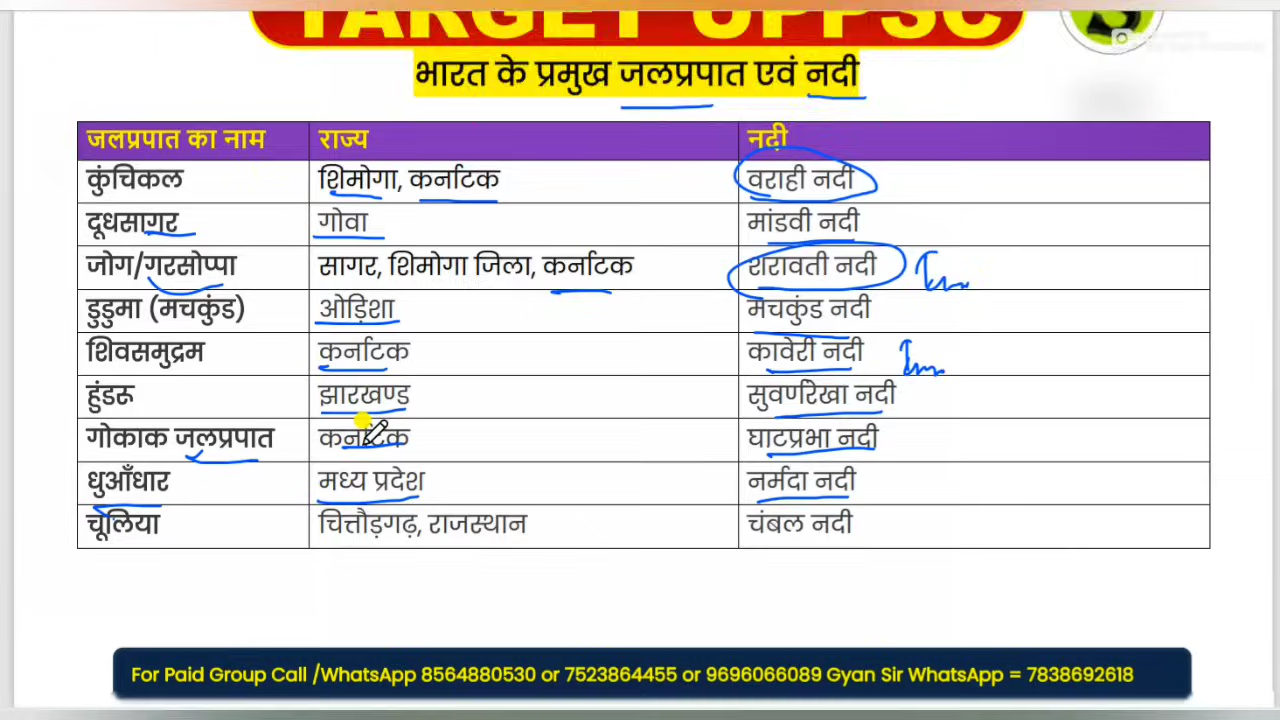 TARGET UPPSC
भारत के प्रमुख जलप्रपात एवं नदी
जलप्रपात का नाम राज्य नदी
कुंचिकल शिमोगा, कर्नाटक वराही नदी
दूधसागर गोवा मांडवी नदी
जोग/गरसोप्पा सागर, शिमोगा जिला, कर्नाटक शरावती नदी
डुडुमा (मचकुंड) ओड़िशा मचकुंड नदी
शिवसमुद्रम कर्नाटक कावेरी नदी
हुंडरू झारखण्ड सुवर्णरेखा नदी
गोकाक जलप्रपात कर्नाटक घाटप्रभा नदी
धुआँधार मध्य प्रदेश नर्मदा नदी
चूलिया चित्तौड़गढ़, राजस्थान चंबल नदी
For Paid Group Call /WhatsApp 8564880530 or 7523864455 or 9696066089 Gyan Sir WhatsApp = 7838692618